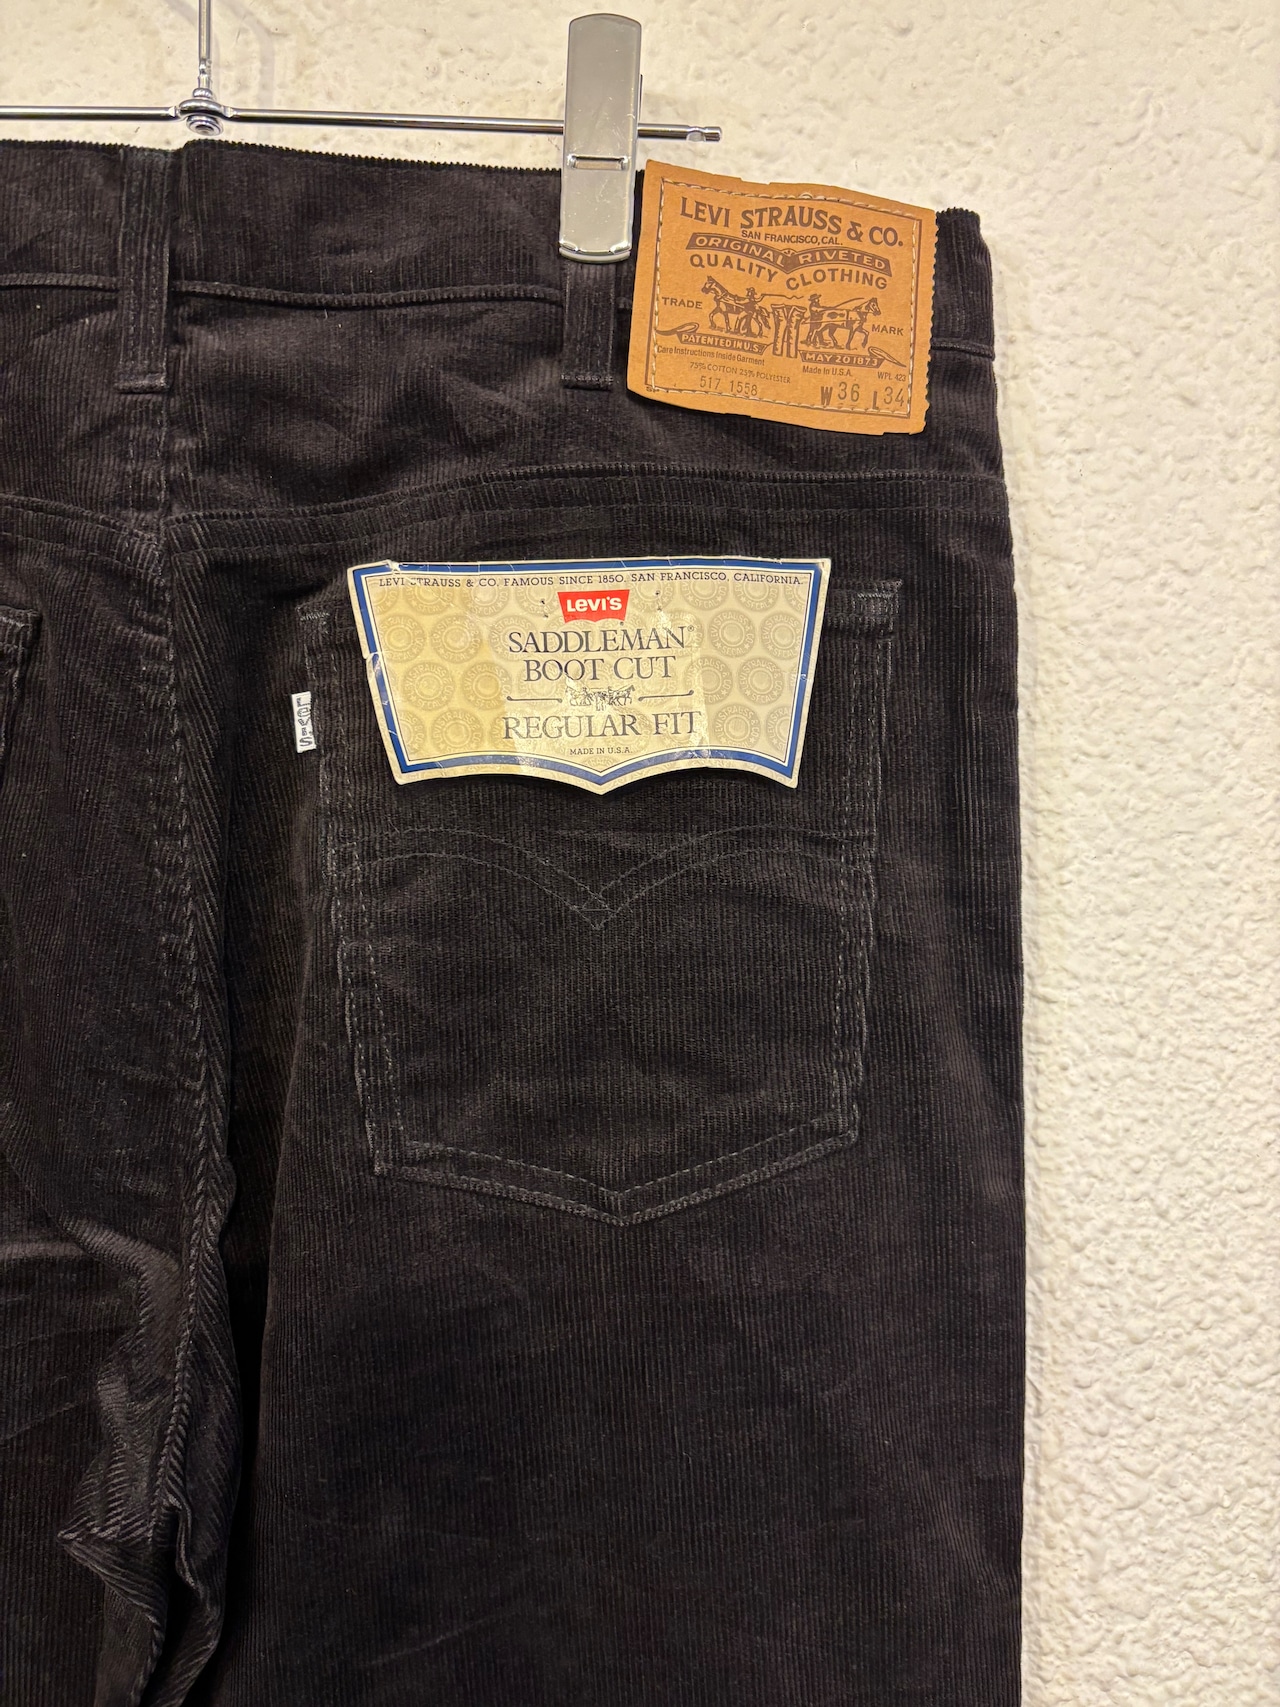 LEVI STRAUSS & CO.
SAN FRANCISCO, CAL.
ORIGINAL RIVETED
QUALITY CLOTHING
TRADE MARK
PATENTED IN U.S. MAY 20 1873
Care Instructions Inside Garment
Made in U.S.A. WPL 423
75% COTTON 25% POLYESTER
517 1558 W 36 L 34
LEVI STRAUSS & CO. FAMOUS SINCE 1850. SAN FRANCISCO, CALIFORNIA.
LEVI'S
SADDLEMAN®
BOOT CUT
REGULAR FIT
MADE IN U.S.A.
LEVI'S